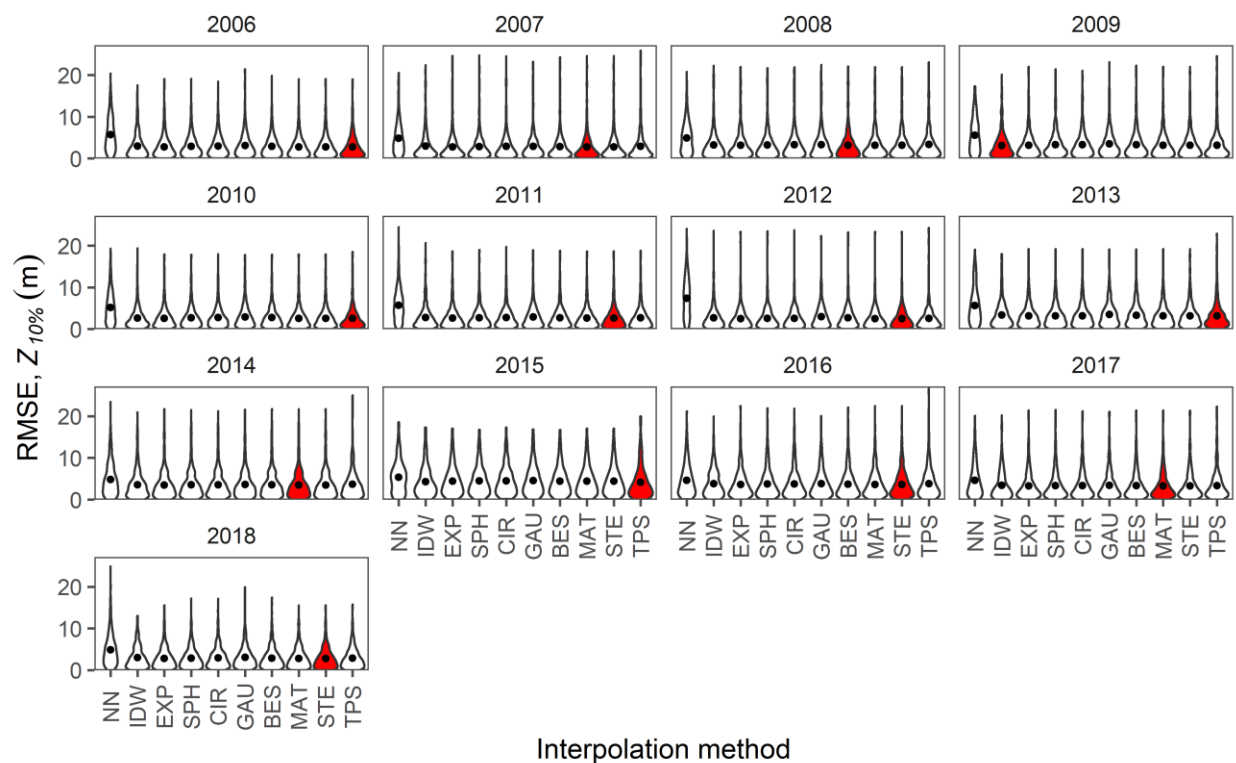 2006 2007 2008 2009
20
10
0
2010 2011 2012 2013
20
10
0
2014 2015 2016 2017
20
10
0
NN IDW EXP SPH CIR GAU BES MAT STE TPS NN IDW EXP SPH CIR GAU BES MAT STE TPS NN IDW EXP SPH CIR GAU BES MAT STE TPS
2018
20
10
0
NN IDW EXP SPH CIR GAU BES MAT STE TPS
RMSE, Z10% (m)
Interpolation method